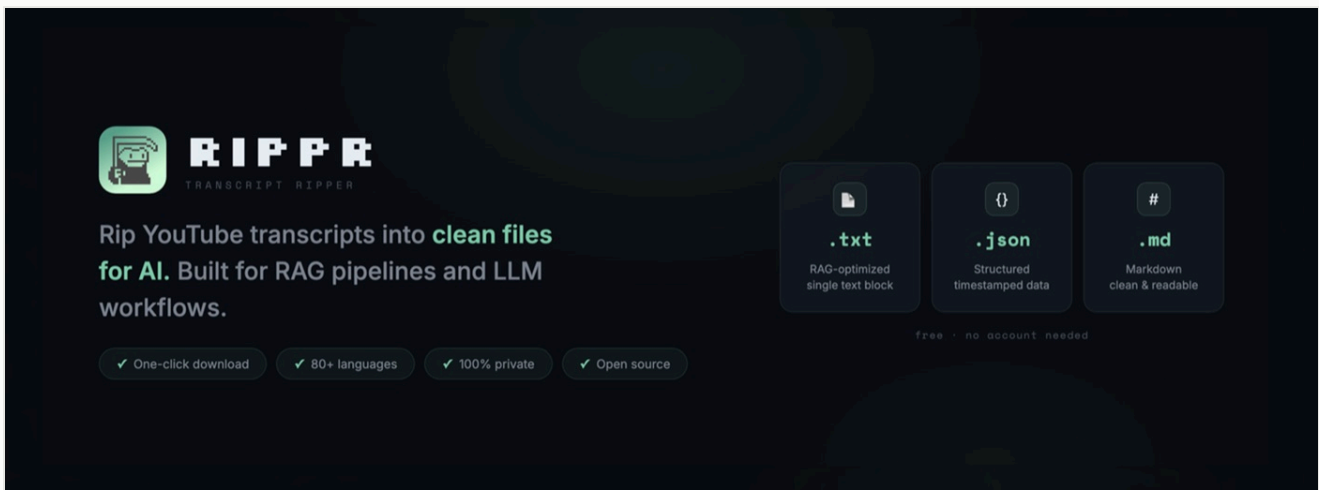 RIPPR
TRANSCRIPT RIPPER
Rip YouTube transcripts into clean files
for AI. Built for RAG pipelines and LLM
workflows.
✔ One-click download
✔ 80+ languages
✔ 100% private
✔ Open source
.txt
RAG-optimized
single text block
{}
.json
Structured
timestamped data
#
.md
Markdown
clean & readable
free · no account needed